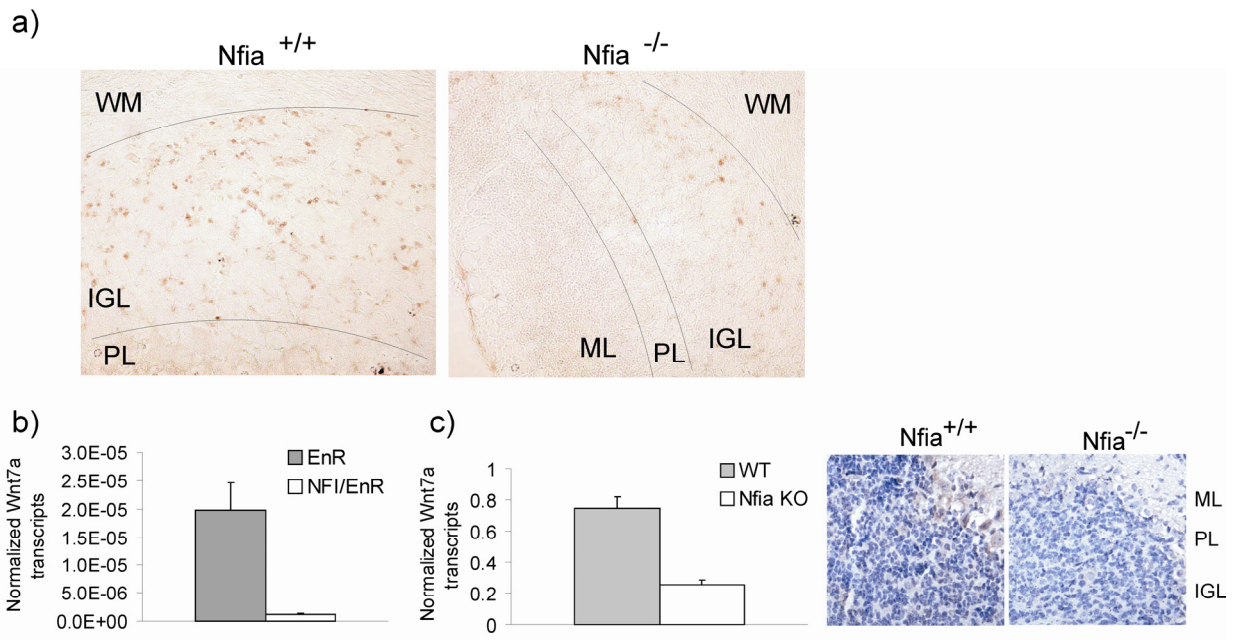 a)
Nfia +/+
Nfia -/-
WM
IGL
PL
WM
ML
PL
IGL
b)
Normalized Wnt7a
transcripts
3.0E-05
2.5E-05
2.0E-05
1.5E-05
1.0E-05
5.0E-06
0.0E+00
EnR
NFI/EnR
c)
Normalized Wnt7a
transcripts
1
0.8
0.6
0.4
0.2
0
WT
Nfia KO
Nfia+/+
Nfia-/-
ML
PL
IGL